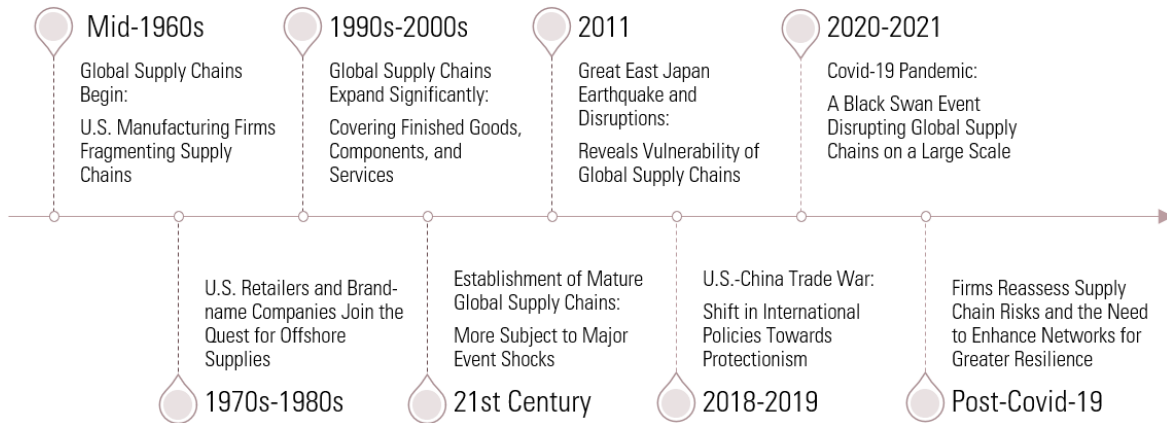 Mid-1960s
Global Supply Chains
Begin:
U.S. Manufacturing Firms
Fragmenting Supply
Chains
1990s-2000s
Global Supply Chains
Expand Significantly:
Covering Finished Goods,
Components, and
Services
2011
Great East Japan
Earthquake and
Disruptions:
Reveals Vulnerability of
Global Supply Chains
2020-2021
Covid-19 Pandemic:
A Black Swan Event
Disrupting Global Supply
Chains on a Large Scale
U.S. Retailers and Brand-
name Companies Join the
Quest for Offshore
Supplies
1970s-1980s
Establishment of Mature
Global Supply Chains:
More Subject to Major
Event Shocks
21st Century
U.S.-China Trade War:
Shift in International
Policies Towards
Protectionism
2018-2019
Firms Reassess Supply
Chain Risks and the Need
to Enhance Networks for
Greater Resilience
Post-Covid-19